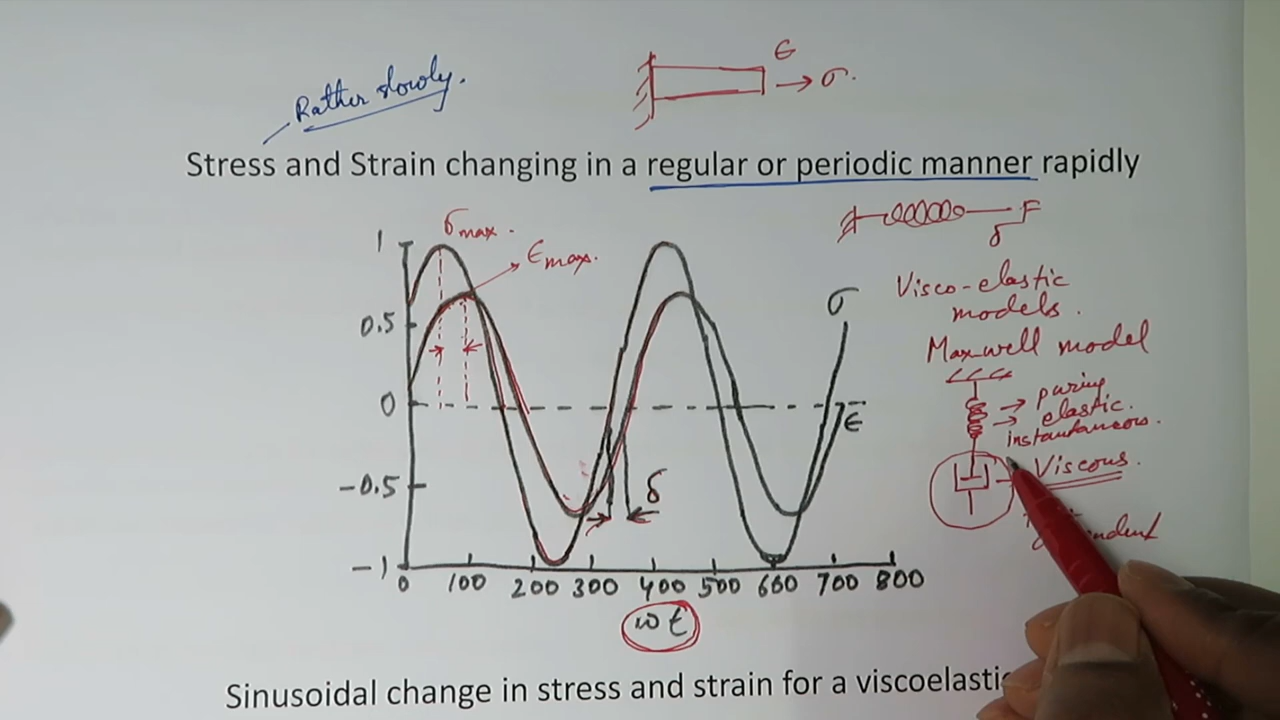 Rather slowly.
ε
σ.
Stress and Strain changing in a regular or periodic manner rapidly
σmax.
εmax.
F
δ
Visco-elastic
models.
Maxwell model
puring
elastic.
instantaneous.
Viscous.
σ
ε
δ
1
0.5
0
-0.5
-1
0 100 200 300 400 500 600 700 800
ωt
Sinusoidal change in stress and strain for a viscoelastic